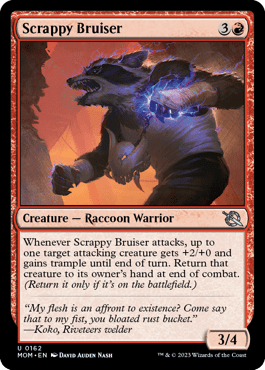 Scrappy Bruiser 3
Creature — Raccoon Warrior
Whenever Scrappy Bruiser attacks, up to
one target attacking creature gets +2/+0 and
gains trample until end of turn. Return that
creature to its owner's hand at end of combat.
(Return it only if it's on the battlefield.)
"My flesh is an affront to existence? Come say
that to my fist, you bloated rust bucket."
—Koko, Riveteers welder
3/4
U 0162
MOM • EN DAVID AUDEN NASH ™ & © 2023 Wizards of the Coast